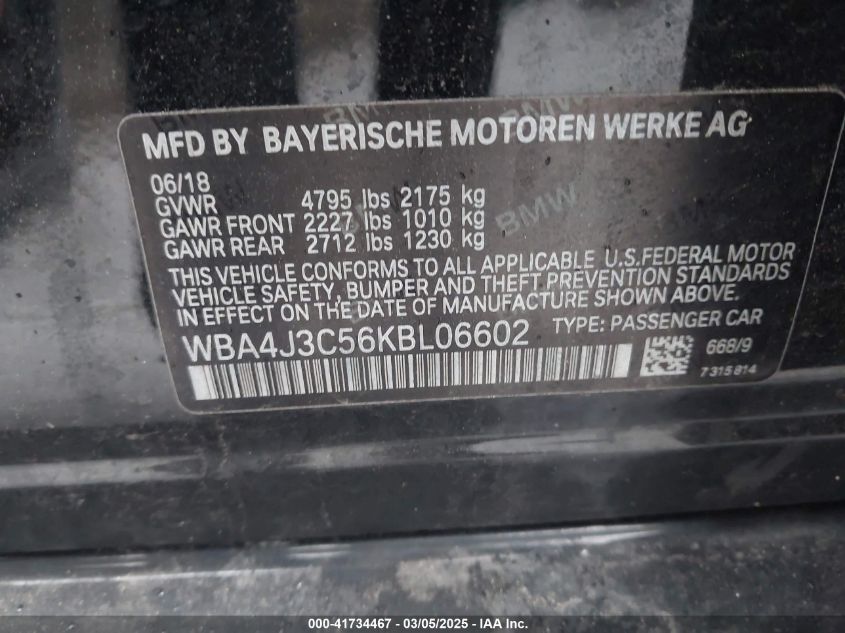 MFD BY BAYERISCHE MOTOREN WERKE AG
06/18
GVWR 4795 lbs 2175 kg
GAWR FRONT 2227 lbs 1010 kg
GAWR REAR 2712 lbs 1230 kg
THIS VEHICLE CONFORMS TO ALL APPLICABLE U.S.FEDERAL MOTOR
VEHICLE SAFETY, BUMPER AND THEFT PREVENTION STANDARDS
IN EFFECT ON THE DATE OF MANUFACTURE SHOWN ABOVE.
WBA4J3C56KBL06602 TYPE: PASSENGER CAR
668/9
7 315 814
000-41734467 - 03/05/2025 - IAA Inc.